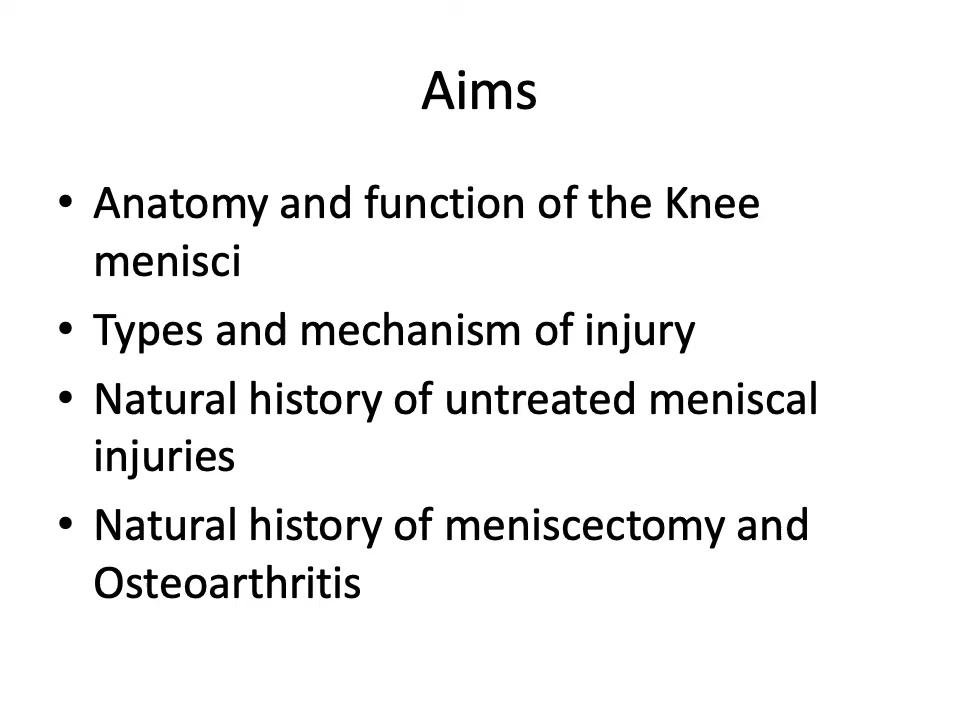 Aims
• Anatomy and function of the Knee
menisci
• Types and mechanism of injury
• Natural history of untreated meniscal
injuries
• Natural history of meniscectomy and
Osteoarthritis